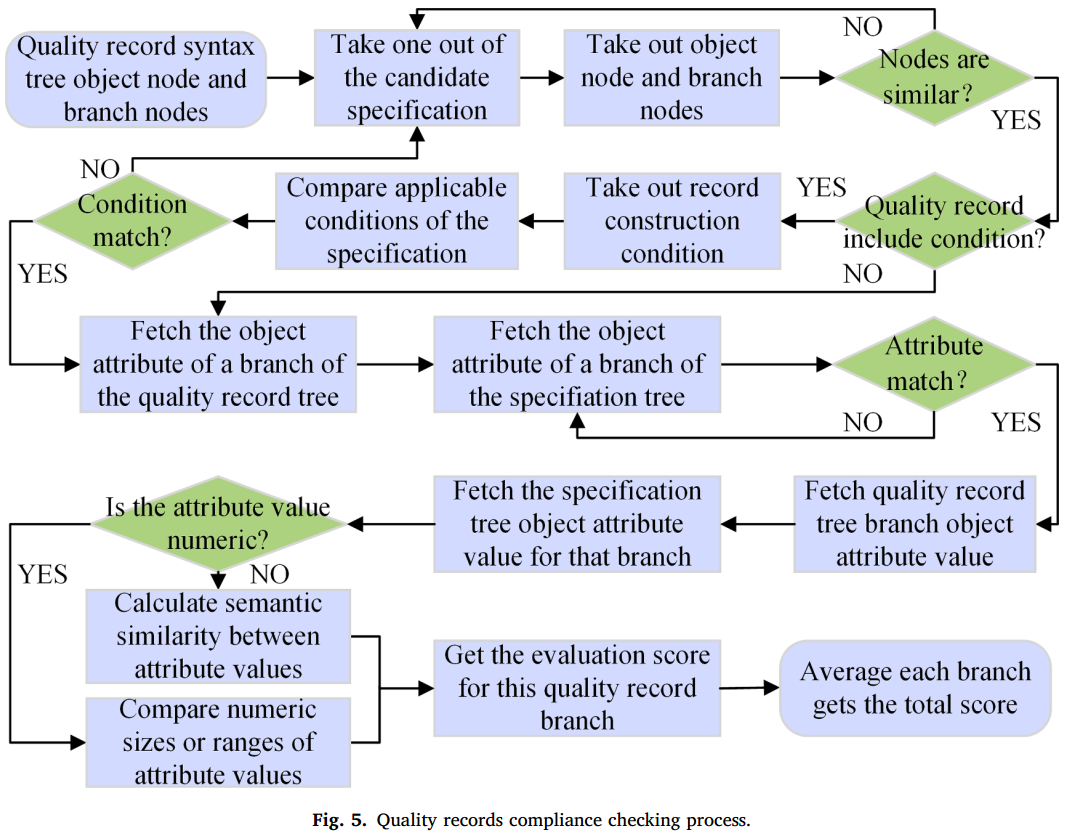 Quality record syntax
tree object node and
branch nodes
Take one out of
the candidate
specification
Take out object
node and branch
nodes
NO
Nodes are
similar?
YES
NO
Condition
match?
YES
Compare applicable
conditions of the
specification
Take out record
construction
condition
YES
Quality record
include condition?
NO
Fetch the object
attribute of a branch of
the quality record tree
Fetch the object
attribute of a branch of
the specifiation tree
Attribute
match?
NO
YES
Is the attribute value
numeric?
YES
NO
Fetch the specification
tree object attribute
value for that branch
Fetch quality record
tree branch object
attribute value
Calculate semantic
similarity between
attribute values
Compare numeric
sizes or ranges of
attribute values
Get the evaluation score
for this quality record
branch
Average each branch
gets the total score
Fig. 5. Quality records compliance checking process.